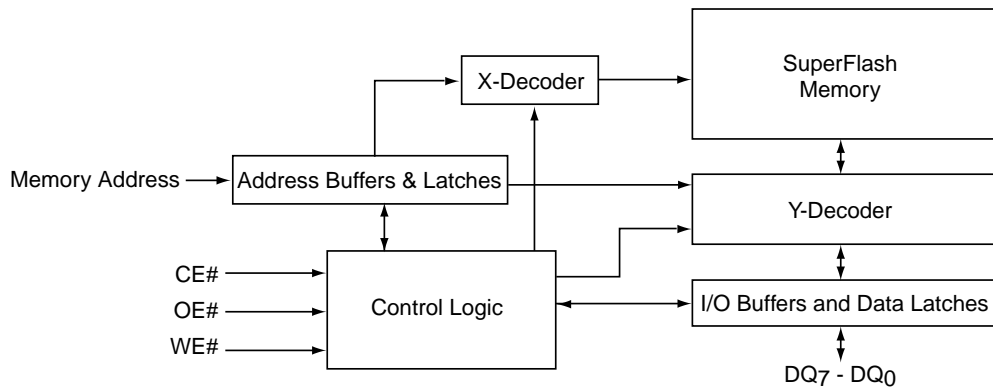 SuperFlash
Memory
X-Decoder
Memory Address
Address Buffers & Latches
Y-Decoder
CE#
OE#
WE#
Control Logic
I/O Buffers and Data Latches
DQ7 - DQ0